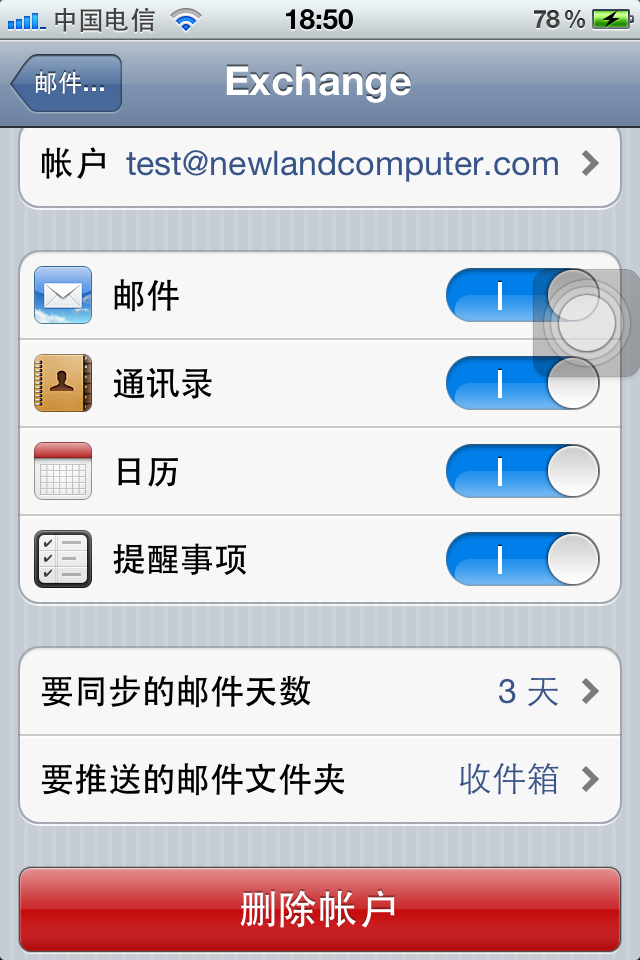 中国电信 18:50 78%
邮件... Exchange
帐户 test@newlandcomputer.com
邮件
通讯录
日历
提醒事项
要同步的邮件天数 3 天
要推送的邮件文件夹 收件箱
删除帐户